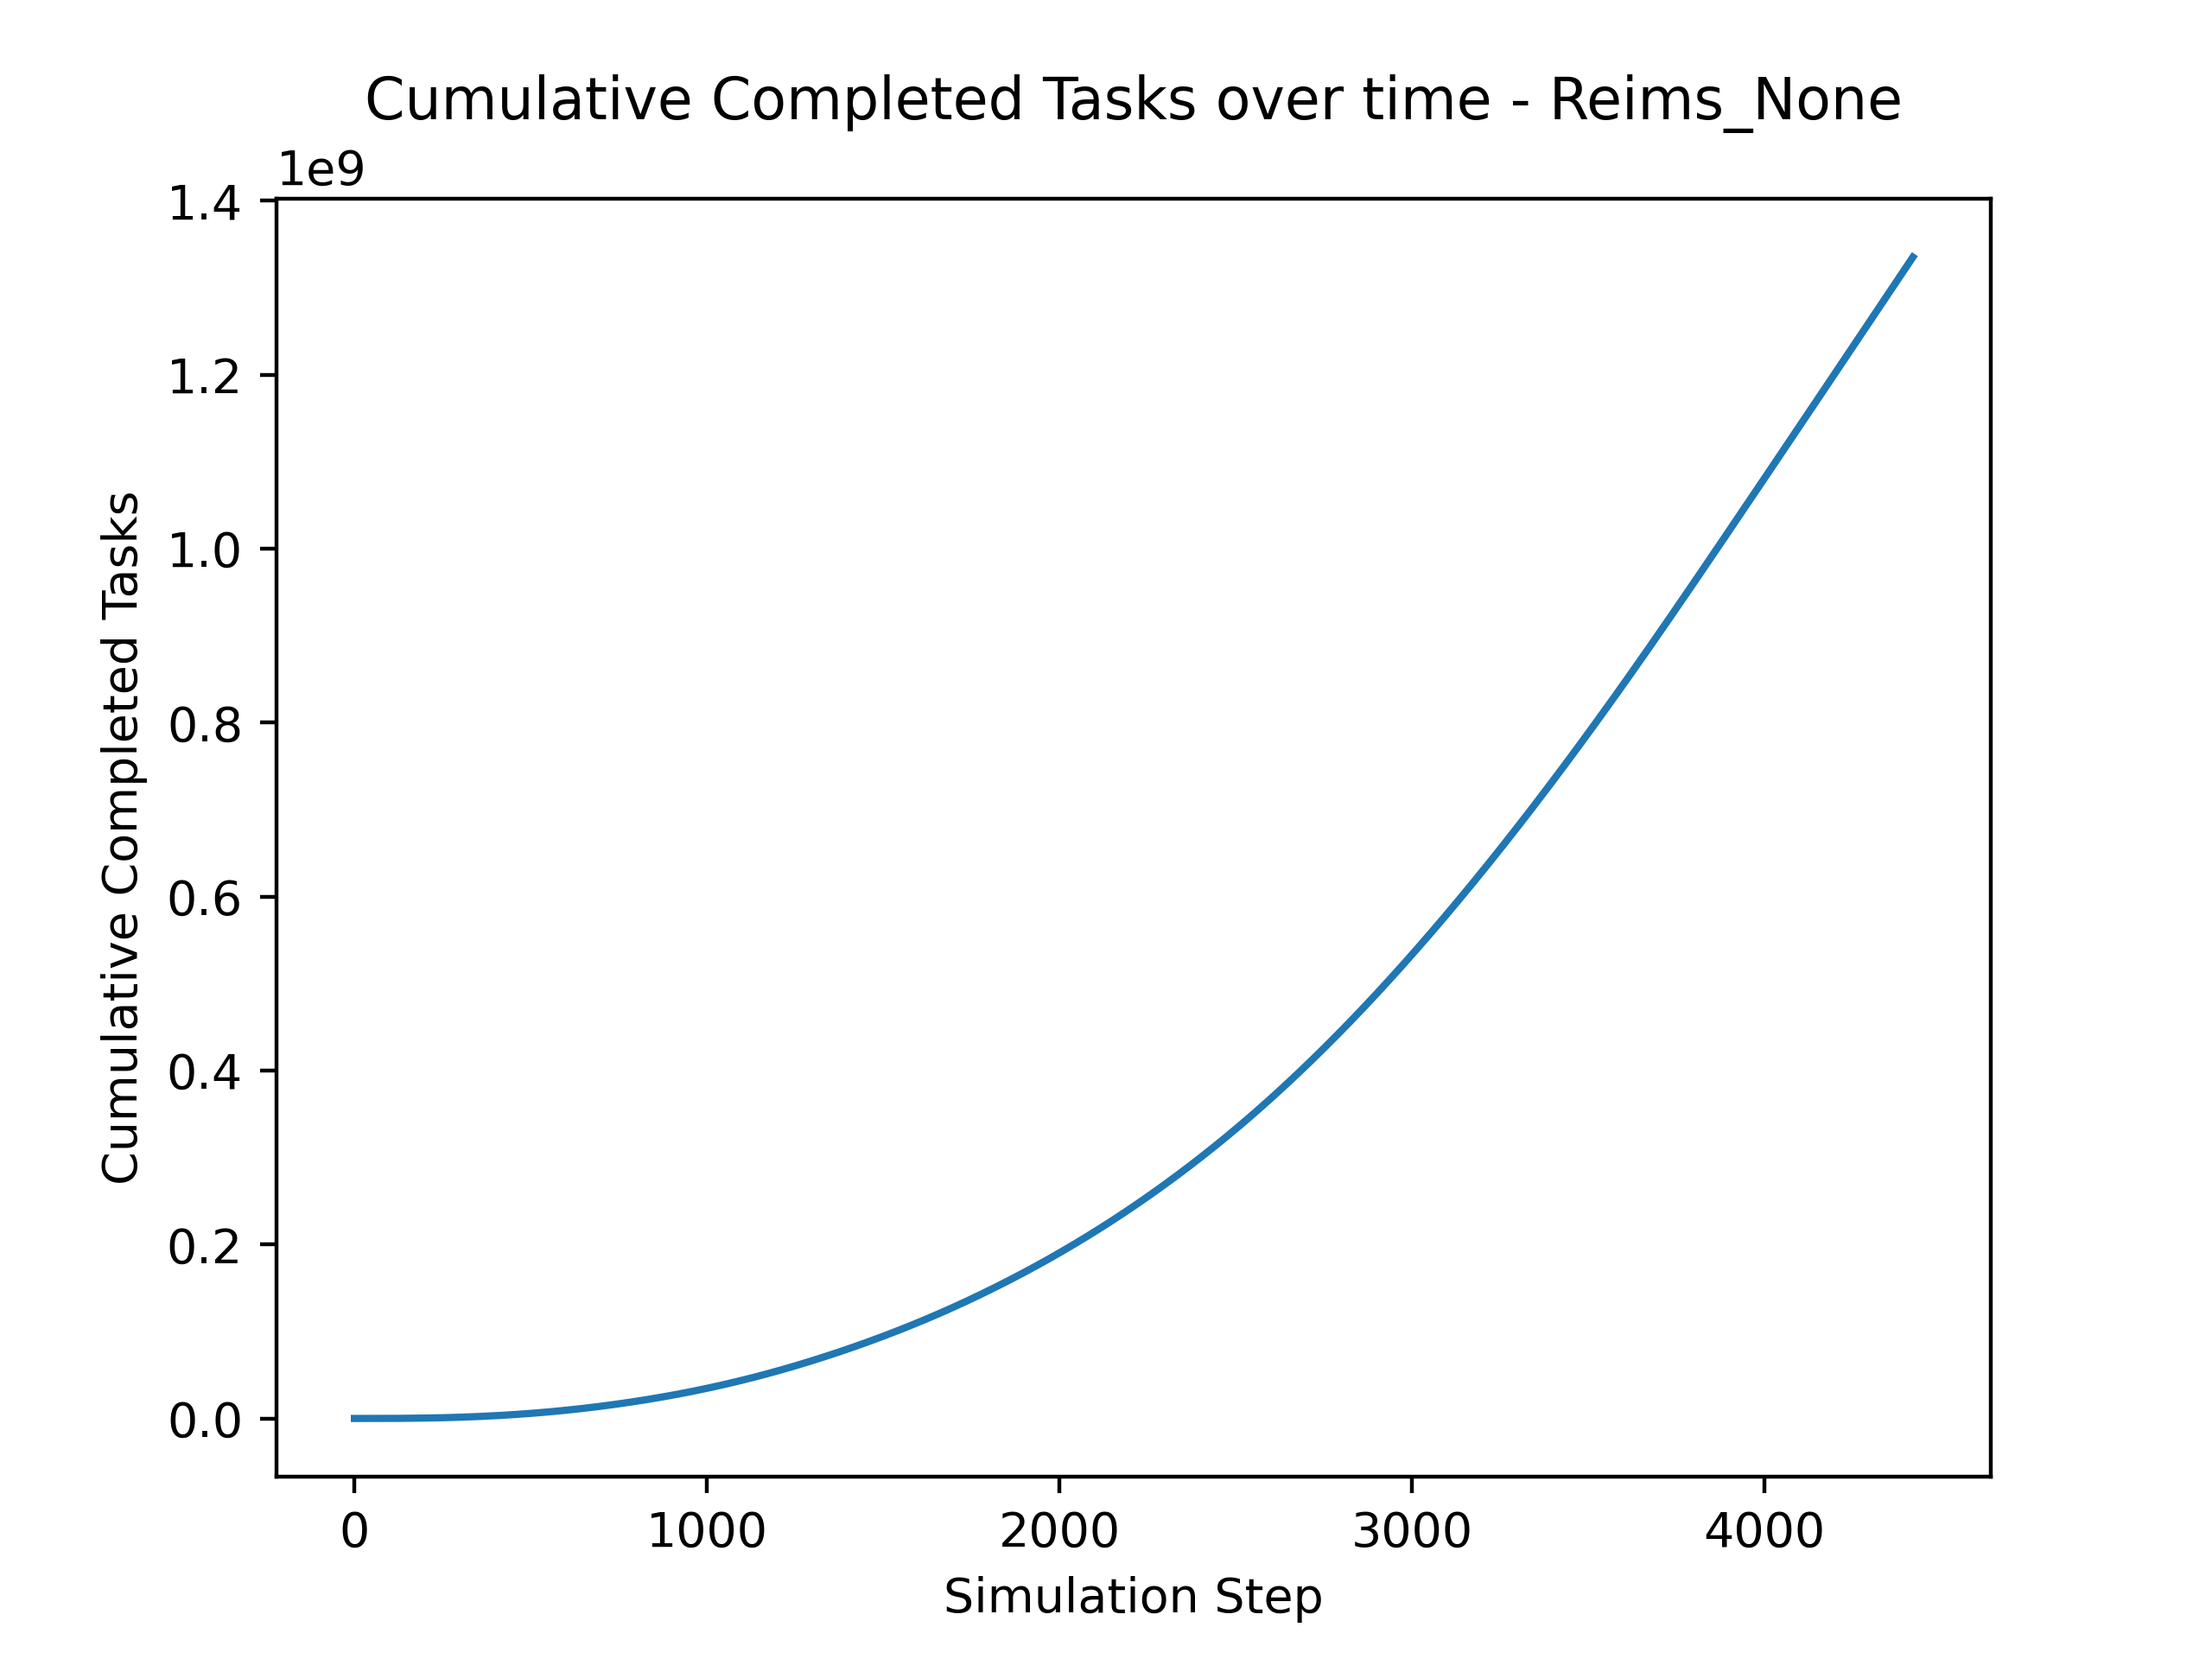 Cumulative Completed Tasks over time - Reims_None
1e9
1.4
1.2
1.0
0.8
0.6
0.4
0.2
0.0
Cumulative Completed Tasks
0 1000 2000 3000 4000
Simulation Step